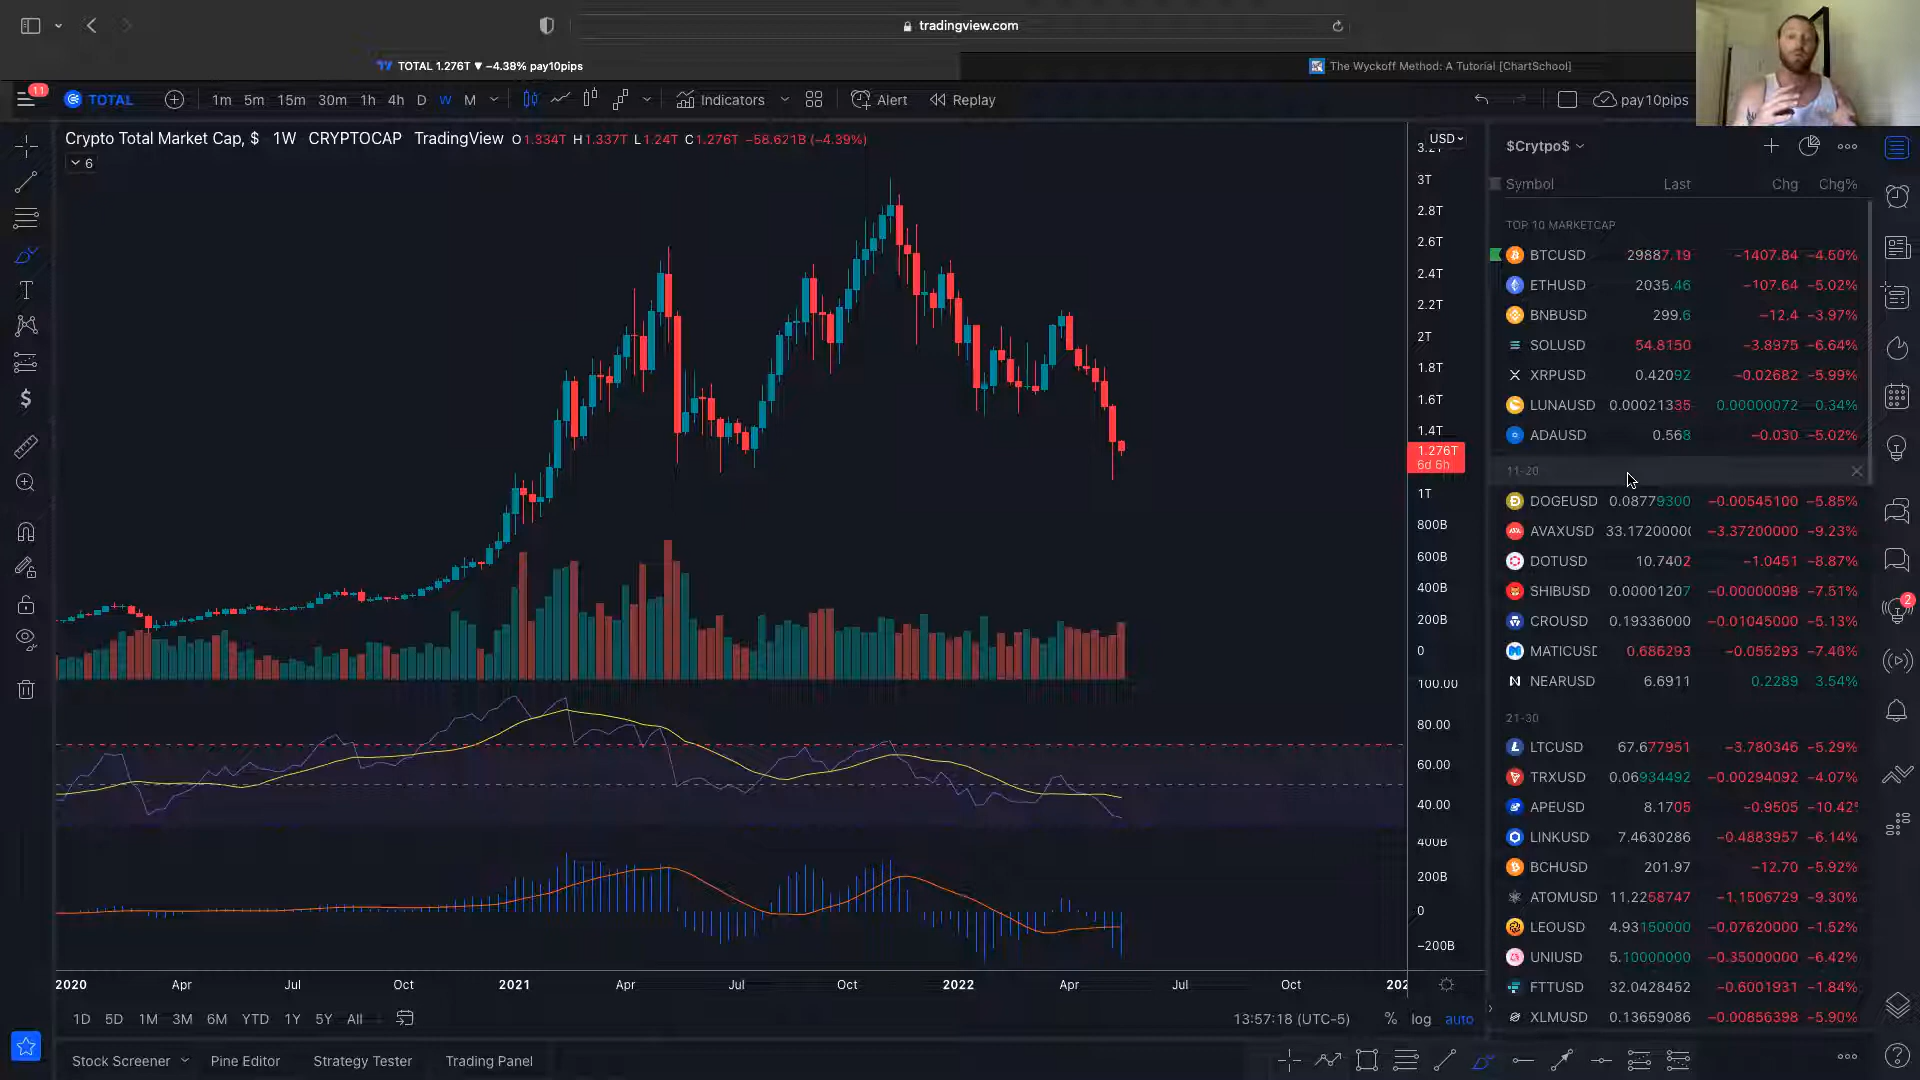 tradingview.com
TOTAL 1.276T ▼ −4.38% pay10pips
The Wyckoff Method: A Tutorial [ChartSchool]
11
TOTAL 1m 5m 15m 30m 1h 4h D W M Indicators Alert Replay pay10pips
Crypto Total Market Cap, $ 1W CRYPTOCAP TradingView O1.334T H1.337T L1.24T C1.276T −58.621B (−4.39%)
6
USD
3T
2.8T
2.6T
2.4T
2.2T
2T
1.8T
1.6T
1.4T
1.276T
6d 6h
1T
800B
600B
400B
200B
0
100.00
80.00
60.00
40.00
400B
200B
0
−200B
2020 Apr Jul Oct 2021 Apr Jul Oct 2022 Apr Jul Oct
1D 5D 1M 3M 6M YTD 1Y 5Y All
13:57:18 (UTC-5) % log auto
Stock Screener Pine Editor Strategy Tester Trading Panel
$Crytpo$
Symbol Last Chg Chg%
TOP 10 MARKETCAP
BTCUSD 29887.19 −1407.84 −4.50%
ETHUSD 2035.46 −107.64 −5.02%
BNBUSD 299.6 −12.4 −3.97%
SOLUSD 54.8150 −3.8975 −6.64%
XRPUSD 0.42092 −0.02682 −5.99%
LUNAUSD 0.00021335 0.00000072 0.34%
ADAUSD 0.568 −0.030 −5.02%
11-20
DOGEUSD 0.08779300 −0.00545100 −5.85%
AVAXUSD 33.1720000 −3.37200000 −9.23%
DOTUSD 10.7402 −1.0451 −8.87%
SHIBUSD 0.00001207 −0.00000098 −7.51%
CROUSD 0.19336000 −0.01045000 −5.13%
MATICUSD 0.686293 −0.055293 −7.46%
NEARUSD 6.6911 0.2289 3.54%
21-30
LTCUSD 67.677951 −3.780346 −5.29%
TRXUSD 0.06934492 −0.00294092 −4.07%
APEUSD 8.1705 −0.9505 −10.42%
LINKUSD 7.4630286 −0.4883957 −6.14%
BCHUSD 201.97 −12.70 −5.92%
ATOMUSD 11.2258747 −1.1506729 −9.30%
LEOUSD 4.93150000 −0.07620000 −1.52%
UNIUSD 5.10000000 −0.35000000 −6.42%
FTTUSD 32.0428452 −0.6001931 −1.84%
XLMUSD 0.13659086 −0.00856398 −5.90%
2